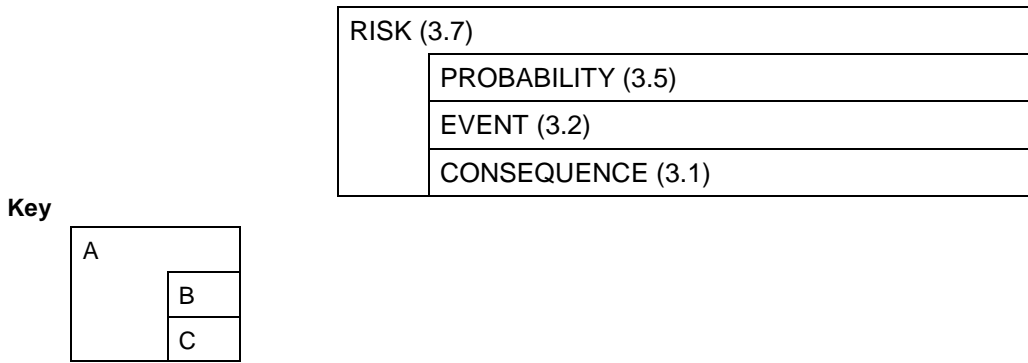 RISK (3.7)
PROBABILITY (3.5)
EVENT (3.2)
CONSEQUENCE (3.1)
Key
A
B
C